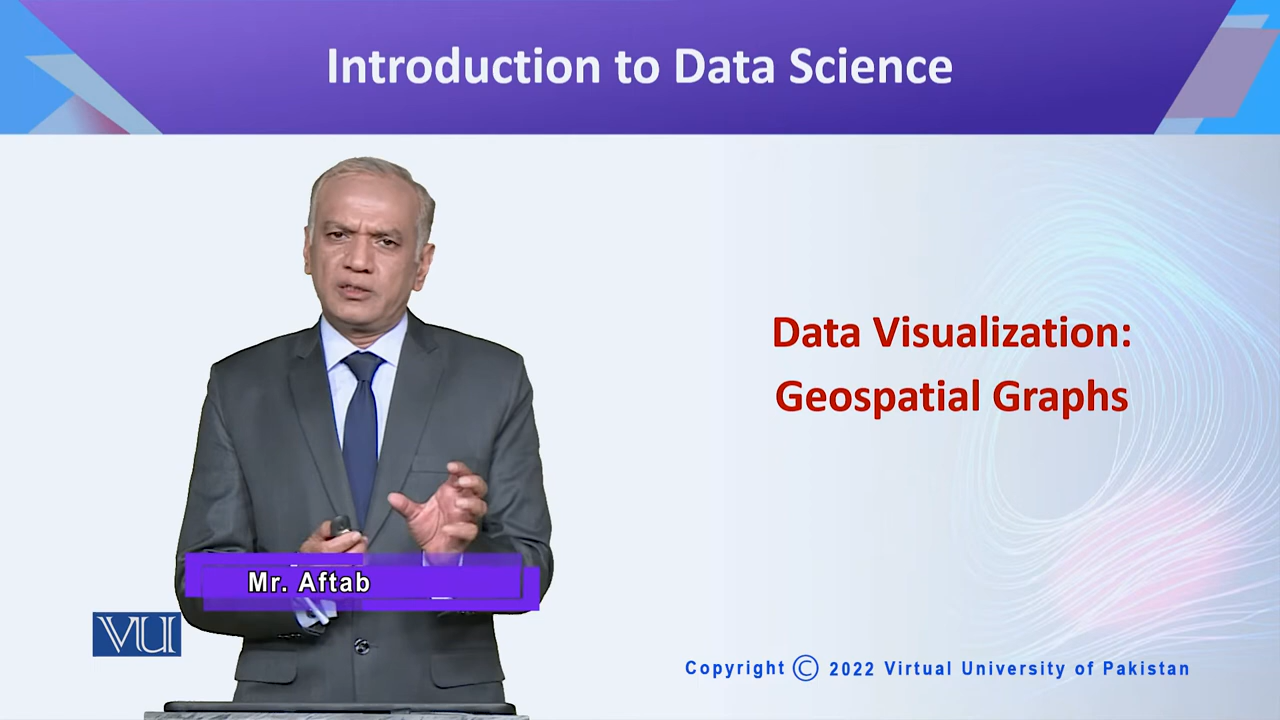 Introduction to Data Science
Data Visualization:
Geospatial Graphs
Mr. Aftab
VU
Copyright © 2022 Virtual University of Pakistan